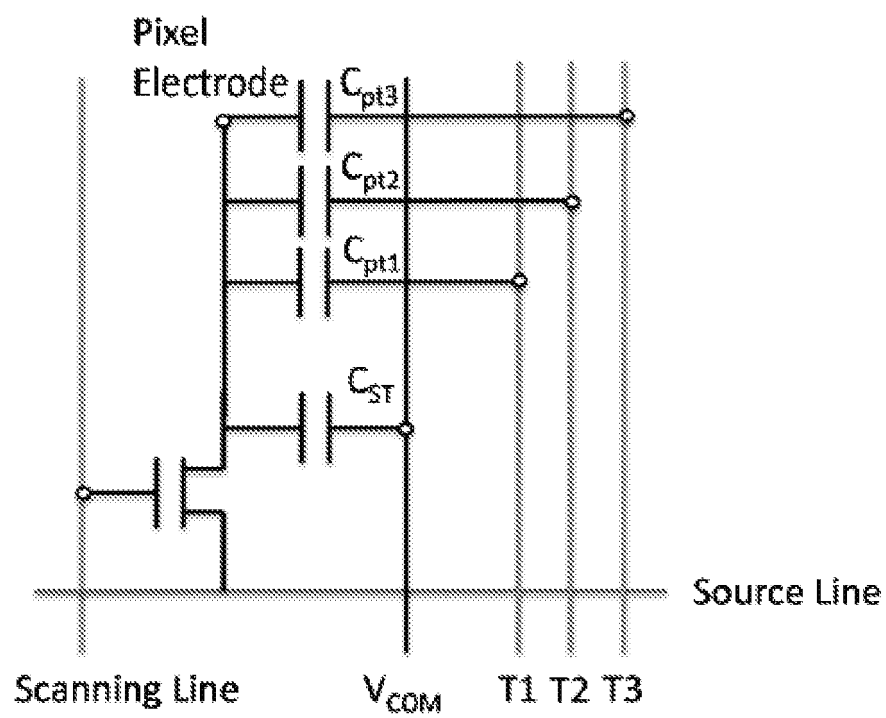 Pixel
Electrode
C_pt3
C_pt2
C_pt1
C_ST
Source Line
Scanning Line
V_COM
T1 T2 T3